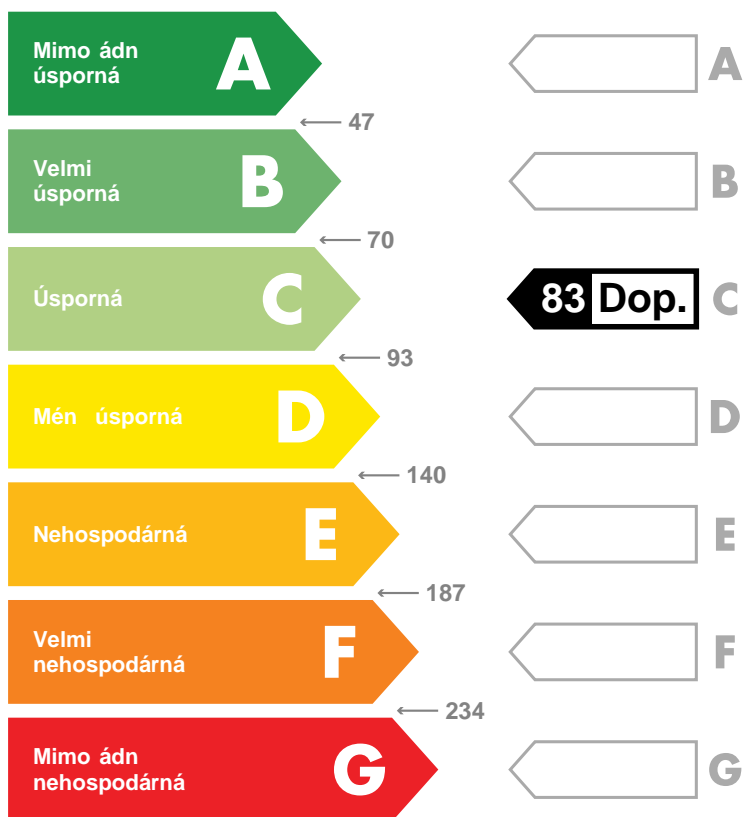 Mimo ádn
úsporná
A
A
47
Velmi
úsporná
B
B
70
Úsporná
C
83 Dop.
C
93
Mén úsporná
D
D
140
Nehospodárná
E
E
187
Velmi
nehospodárná
F
F
234
Mimo ádn
nehospodárná
G
G